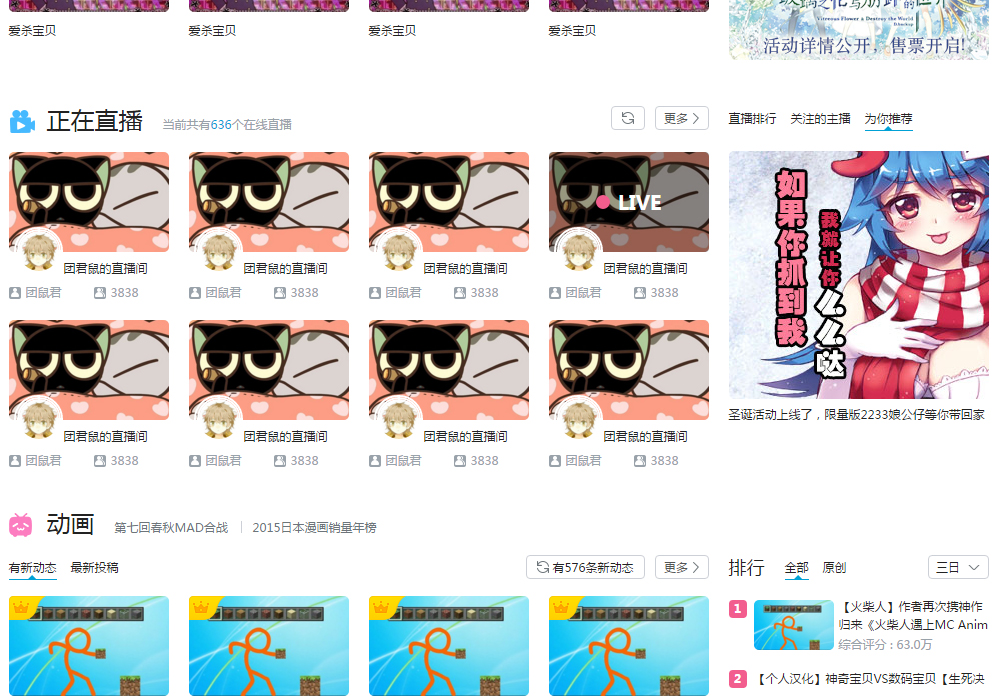 爱杀宝贝
爱杀宝贝
爱杀宝贝
爱杀宝贝
Vitreous Flower & Destroy the World
活动详情公开，售票开启!
正在直播
当前共有636个在线直播
更多
直播排行 关注的主播 为你推荐
LIVE
团君鼠的直播间
团鼠君 3838
团君鼠的直播间
团鼠君 3838
团君鼠的直播间
团鼠君 3838
团君鼠的直播间
团鼠君 3838
如果你抓到我
我就让你
么么哒
团君鼠的直播间
团鼠君 3838
团君鼠的直播间
团鼠君 3838
团君鼠的直播间
团鼠君 3838
团君鼠的直播间
团鼠君 3838
圣诞活动上线了，限量版2233娘公仔等你带回家
动画
第七回春秋MAD合战
2015日本漫画销量年榜
有新动态 最新投稿
有576条新动态
更多
排行 全部 原创
三日
1
【火柴人】作者再次携神作
归来《火柴人遇上MC Anim
综合评分 : 63.0万
2
【个人汉化】神奇宝贝VS数码宝贝【生死决